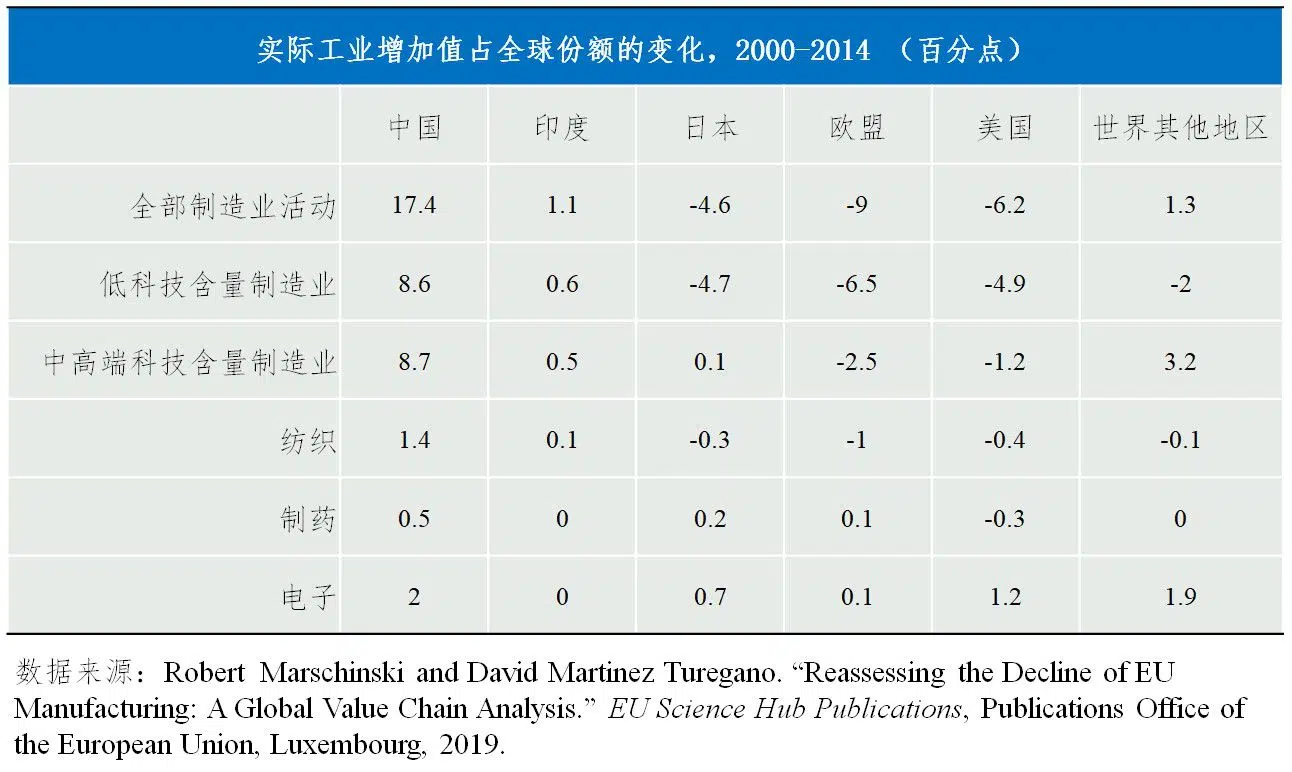 实际工业增加值占全球份额的变化，2000-2014 （百分点）
中国 印度 日本 欧盟 美国 世界其他地区
全部制造业活动 17.4 1.1 -4.6 -9 -6.2 1.3
低科技含量制造业 8.6 0.6 -4.7 -6.5 -4.9 -2
中高端科技含量制造业 8.7 0.5 0.1 -2.5 -1.2 3.2
纺织 1.4 0.1 -0.3 -1 -0.4 -0.1
制药 0.5 0 0.2 0.1 -0.3 0
电子 2 0 0.7 0.1 1.2 1.9
数据来源：Robert Marschinski and David Martinez Turegano. “Reassessing the Decline of EU
Manufacturing: A Global Value Chain Analysis.” EU Science Hub Publications, Publications Office of
the European Union, Luxembourg, 2019.